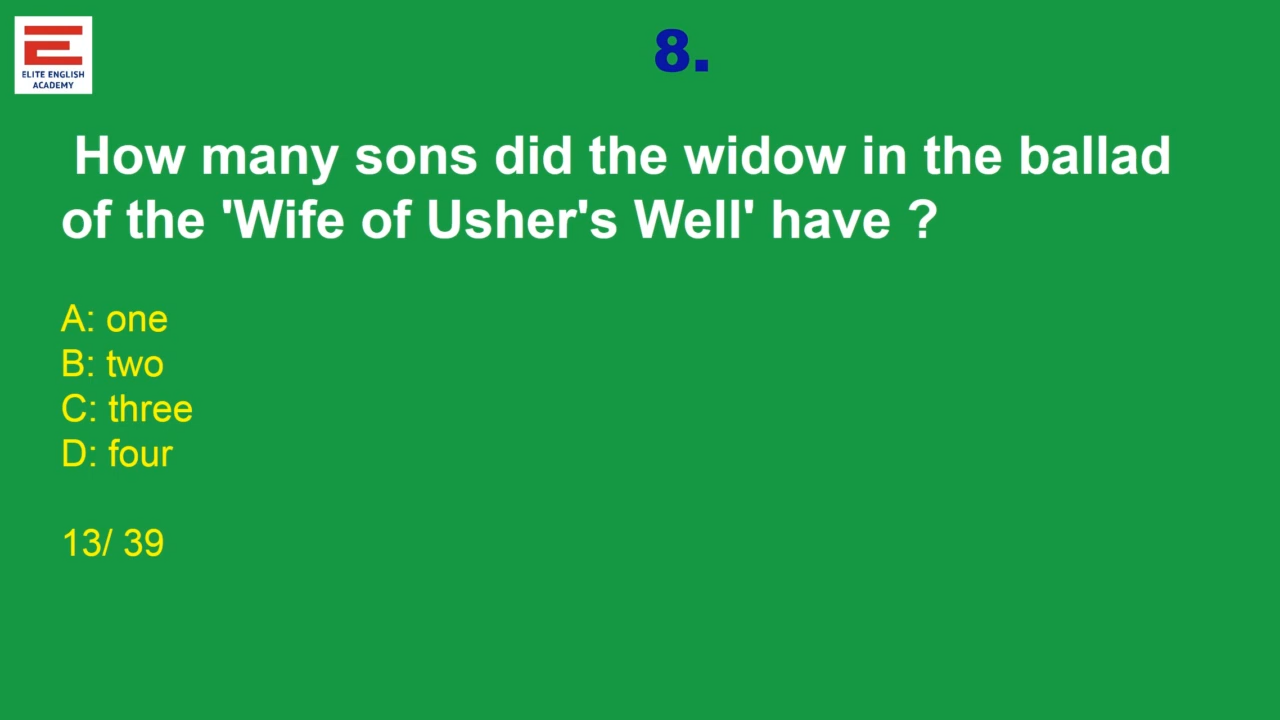 ELITE ENGLISH
ACADEMY
8.
How many sons did the widow in the ballad
of the 'Wife of Usher's Well' have ?
A: one
B: two
C: three
D: four
13/ 39